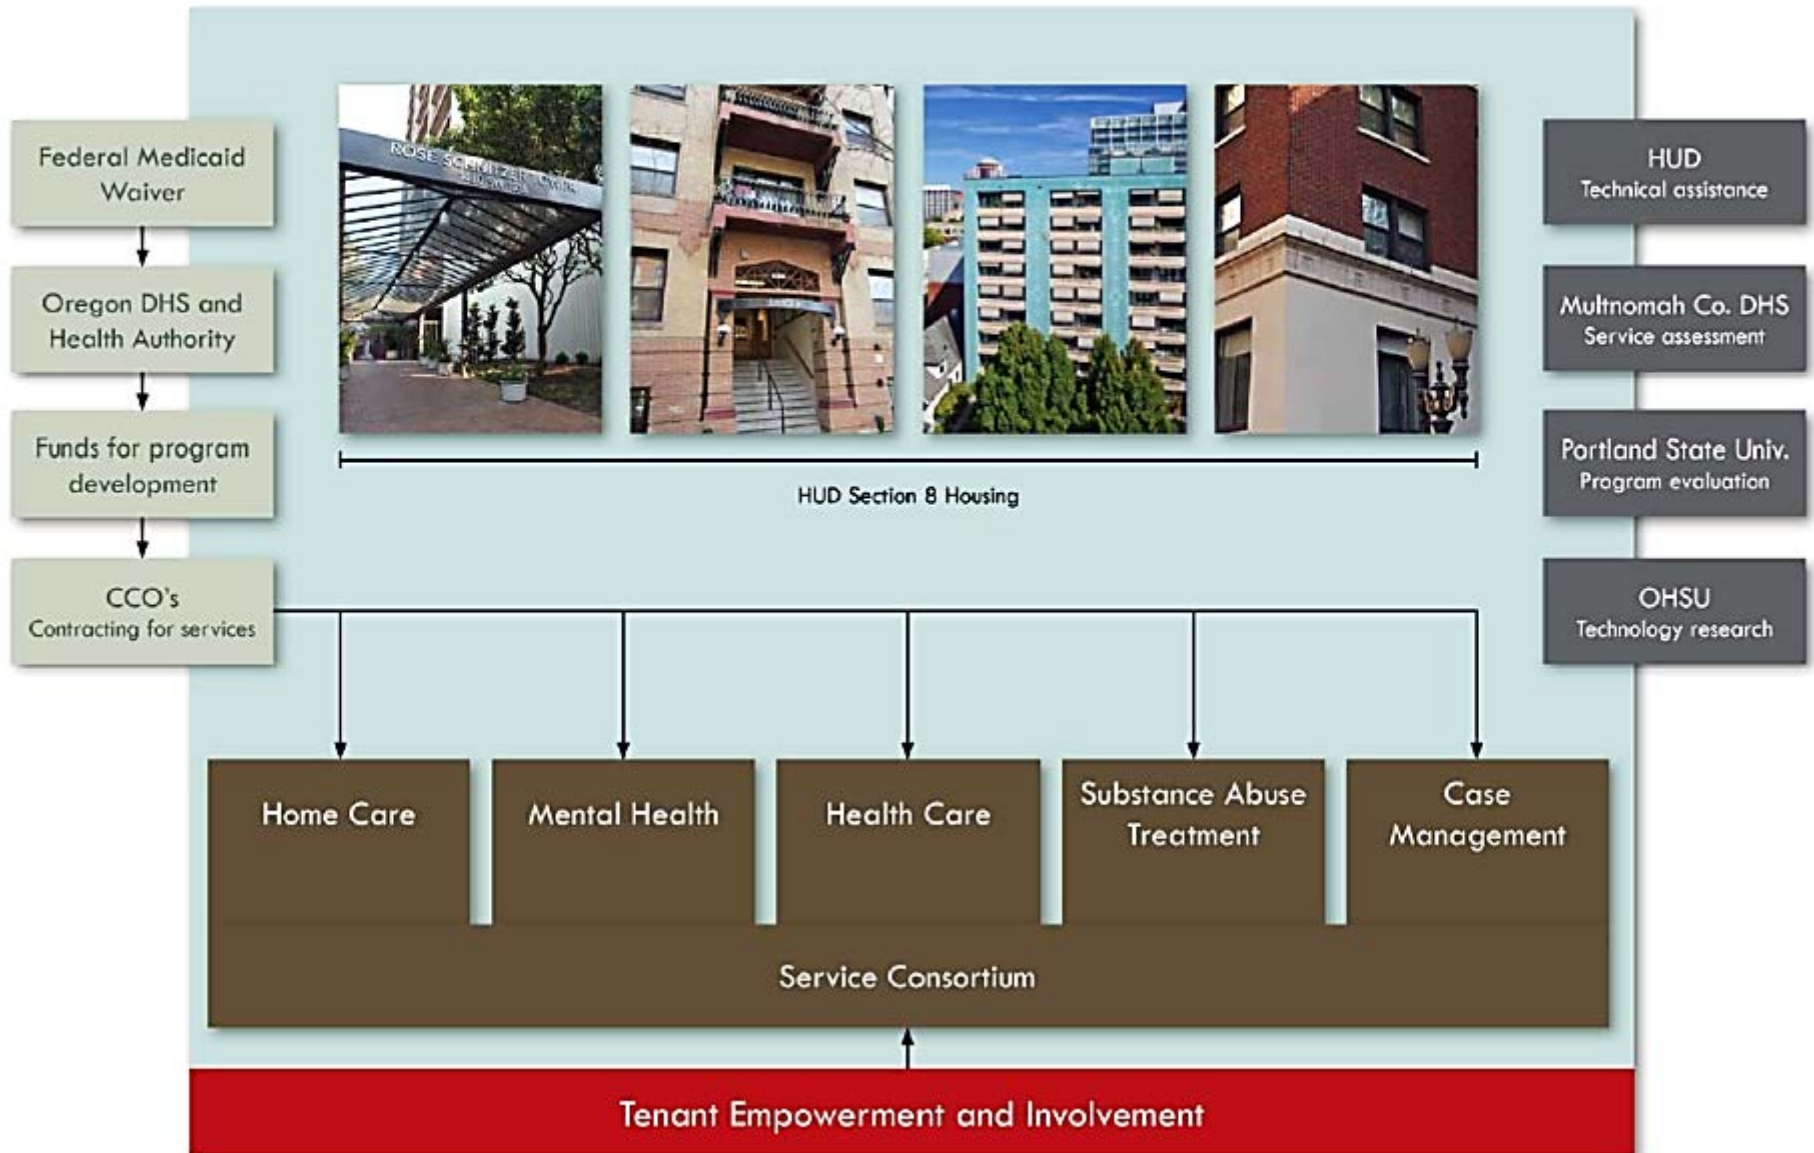 Federal Medicaid
Waiver
Oregon DHS and
Health Authority
Funds for program
development
CCO's
Contracting for services
ROSE SCHNITZER TOWER
HUD Section 8 Housing
HUD
Technical assistance
Multnomah Co. DHS
Service assessment
Portland State Univ.
Program evaluation
OHSU
Technology research
Home Care
Mental Health
Health Care
Substance Abuse
Treatment
Case
Management
Service Consortium
Tenant Empowerment and Involvement